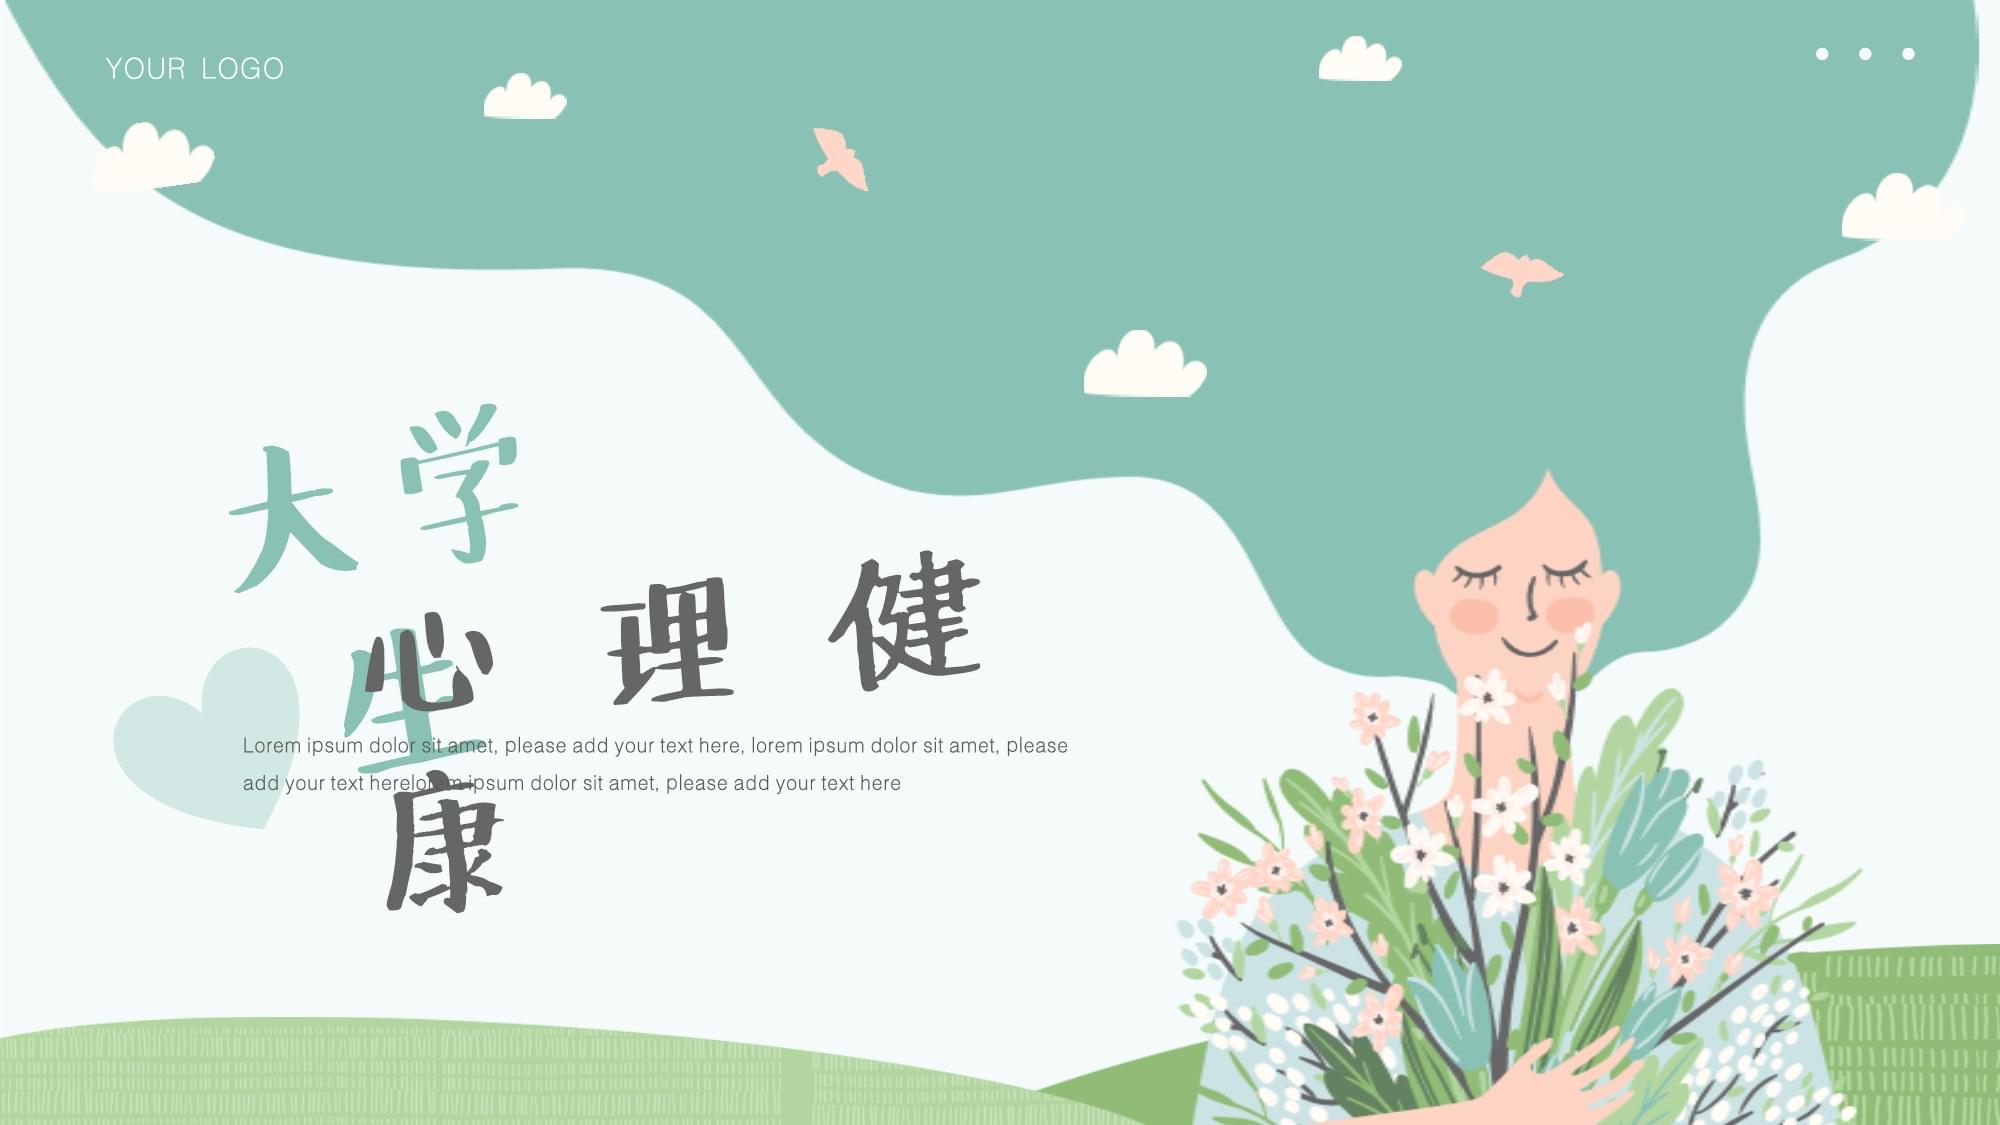 YOUR LOGO
大学
生
心理健
康
Lorem ipsum dolor sit amet, please add your text here, lorem ipsum dolor sit amet, please
add your text herelorem ipsum dolor sit amet, please add your text here